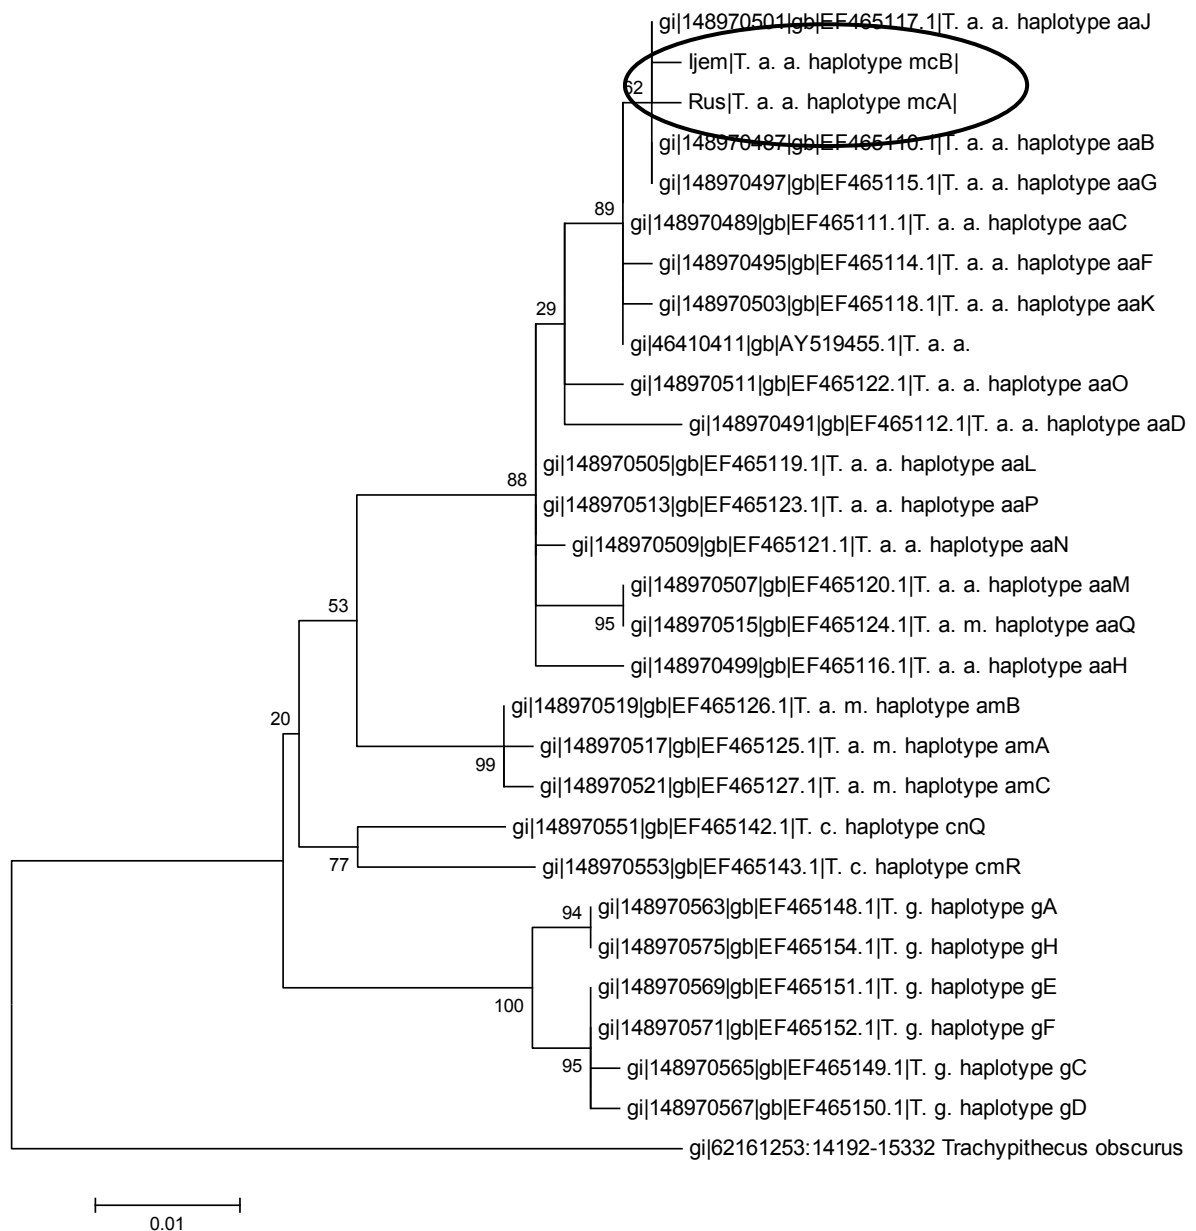 gi|148970501|gb|EF465117.1|T. a. a. haplotype aaJ
Ijem|T. a. a. haplotype mcB|
62
Rus|T. a. a. haplotype mcA|
gi|148970487|gb|EF465110.1|T. a. a. haplotype aaB
gi|148970497|gb|EF465115.1|T. a. a. haplotype aaG
89
gi|148970489|gb|EF465111.1|T. a. a. haplotype aaC
gi|148970495|gb|EF465114.1|T. a. a. haplotype aaF
29
gi|148970503|gb|EF465118.1|T. a. a. haplotype aaK
gi|46410411|gb|AY519455.1|T. a. a.
gi|148970511|gb|EF465122.1|T. a. a. haplotype aaO
gi|148970491|gb|EF465112.1|T. a. a. haplotype aaD
gi|148970505|gb|EF465119.1|T. a. a. haplotype aaL
88
gi|148970513|gb|EF465123.1|T. a. a. haplotype aaP
gi|148970509|gb|EF465121.1|T. a. a. haplotype aaN
gi|148970507|gb|EF465120.1|T. a. a. haplotype aaM
53
95
gi|148970515|gb|EF465124.1|T. a. m. haplotype aaQ
gi|148970499|gb|EF465116.1|T. a. a. haplotype aaH
gi|148970519|gb|EF465126.1|T. a. m. haplotype amB
20
gi|148970517|gb|EF465125.1|T. a. m. haplotype amA
99
gi|148970521|gb|EF465127.1|T. a. m. haplotype amC
gi|148970551|gb|EF465142.1|T. c. haplotype cnQ
77
gi|148970553|gb|EF465143.1|T. c. haplotype cmR
94
gi|148970563|gb|EF465148.1|T. g. haplotype gA
gi|148970575|gb|EF465154.1|T. g. haplotype gH
gi|148970569|gb|EF465151.1|T. g. haplotype gE
100
gi|148970571|gb|EF465152.1|T. g. haplotype gF
95
gi|148970565|gb|EF465149.1|T. g. haplotype gC
gi|148970567|gb|EF465150.1|T. g. haplotype gD
gi|62161253:14192-15332 Trachypithecus obscurus
0.01